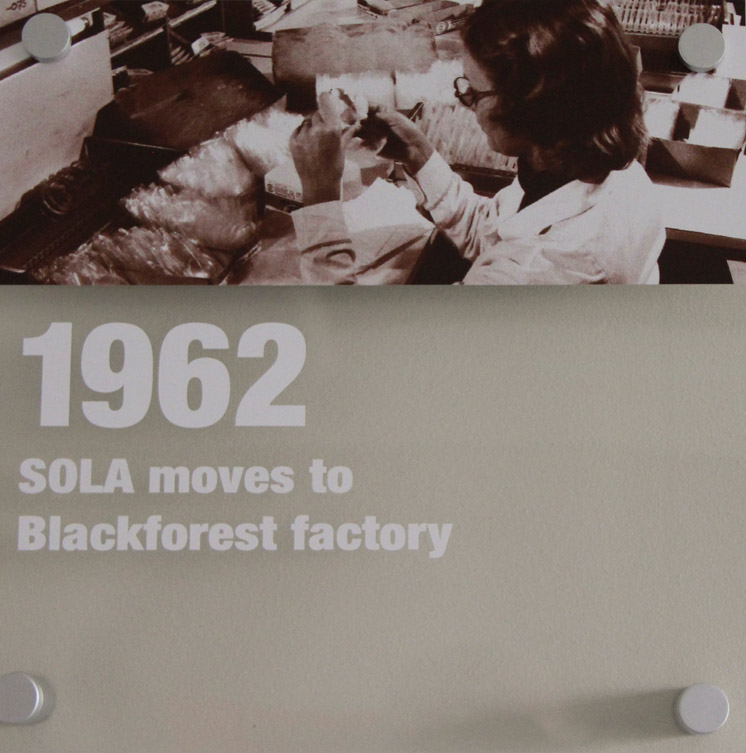 1962
SOLA moves to
Blackforest factory